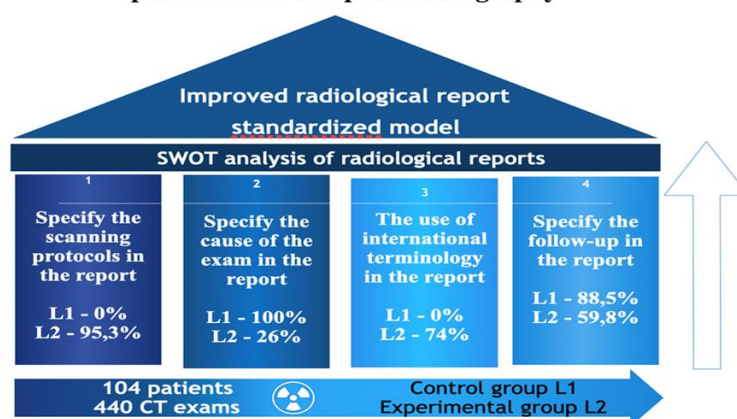 Improved radiological report
standardized model
SWOT analysis of radiological reports
1
Specify the
scanning
protocols in
the report
L1 - 0%
L2 - 95,3%
2
Specify the
cause of the
exam in the
report
L1 - 100%
L2 - 26%
3
The use of
international
terminology
in the report
L1 - 0%
L2 - 74%
4
Specify the
follow-up in
the report
L1 - 88,5%
L2 - 59,8%
104 patients
440 CT exams
Control group L1
Experimental group L2